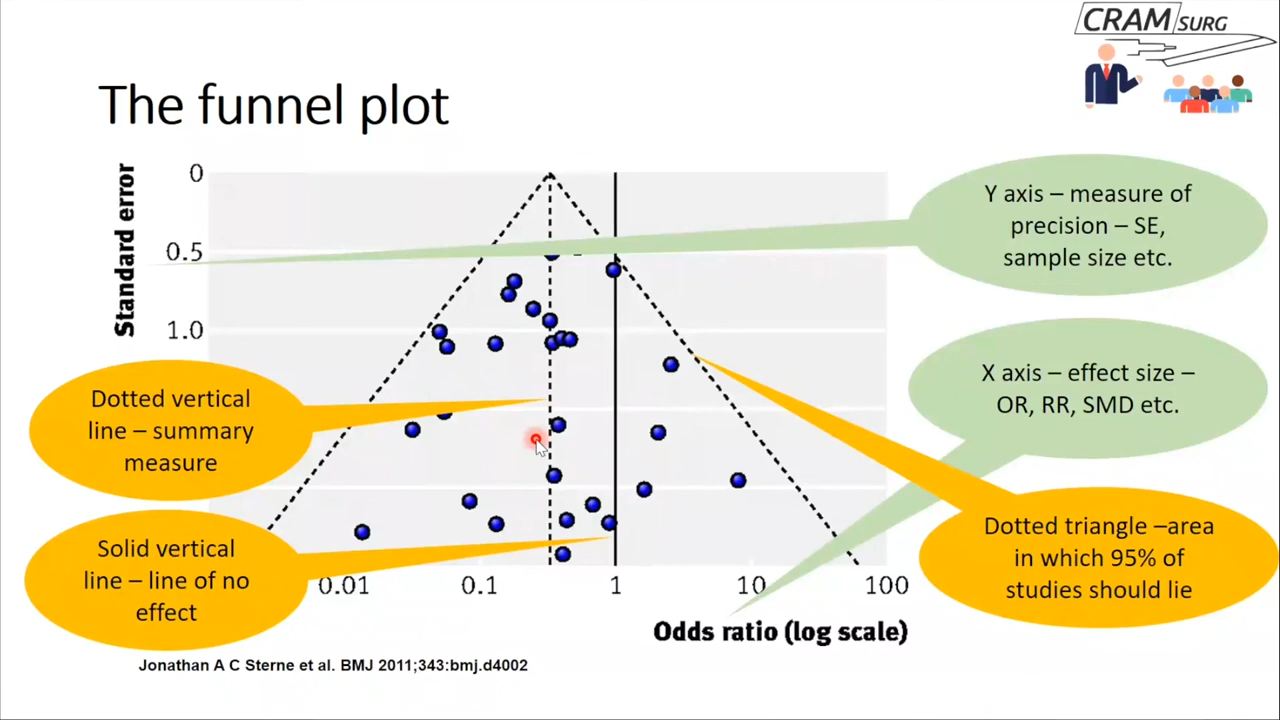 CRAM SURG
The funnel plot
Standard error
0
0.5
1.0
Y axis – measure of
precision – SE,
sample size etc.
X axis – effect size –
OR, RR, SMD etc.
Dotted vertical
line – summary
measure
Solid vertical
line – line of no
effect
Dotted triangle –area
in which 95% of
studies should lie
0.01 0.1 1 10 100
Odds ratio (log scale)
Jonathan A C Sterne et al. BMJ 2011;343:bmj.d4002